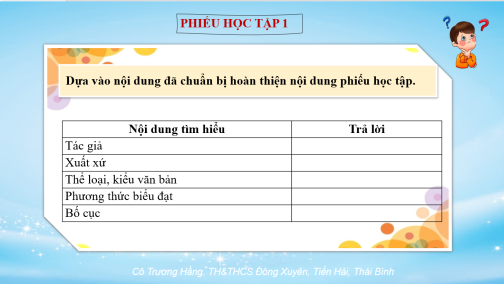 PHIẾU HỌC TẬP 1
Dựa vào nội dung đã chuẩn bị hoàn thiện nội dung phiếu học tập.
Nội dung tìm hiểu Trả lời
Tác giả
Xuất xứ
Thể loại, kiểu văn bản
Phương thức biểu đạt
Bố cục
Cô Trương Hằng. TH&THCS Đông Xuyên, Tiền Hải, Thái Bình